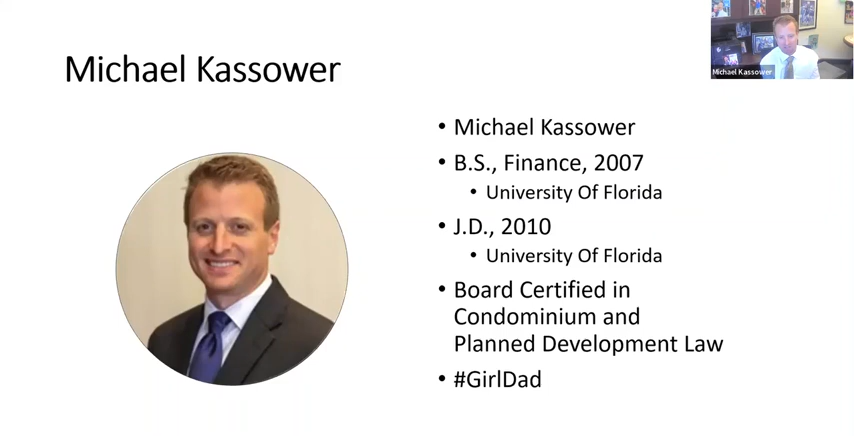 Michael Kassower
Michael Kassower
• Michael Kassower
• B.S., Finance, 2007
• University Of Florida
• J.D., 2010
• University Of Florida
• Board Certified in
Condominium and
Planned Development Law
• #GirlDad